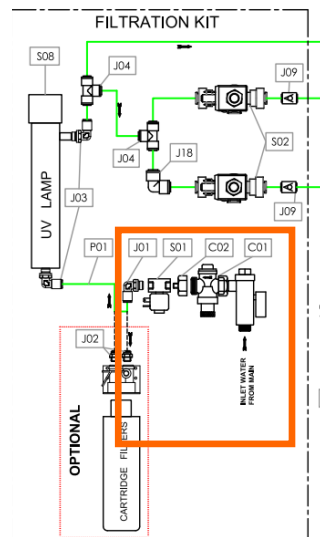 FILTRATION KIT
S08
J04
J09
J04
J18
S02
UV LAMP
J03
J09
P01
J01
S01
C02
C01
J02
INLET WATER
FROM MAIN
OPTIONAL
CARTRIDGE FILTERS